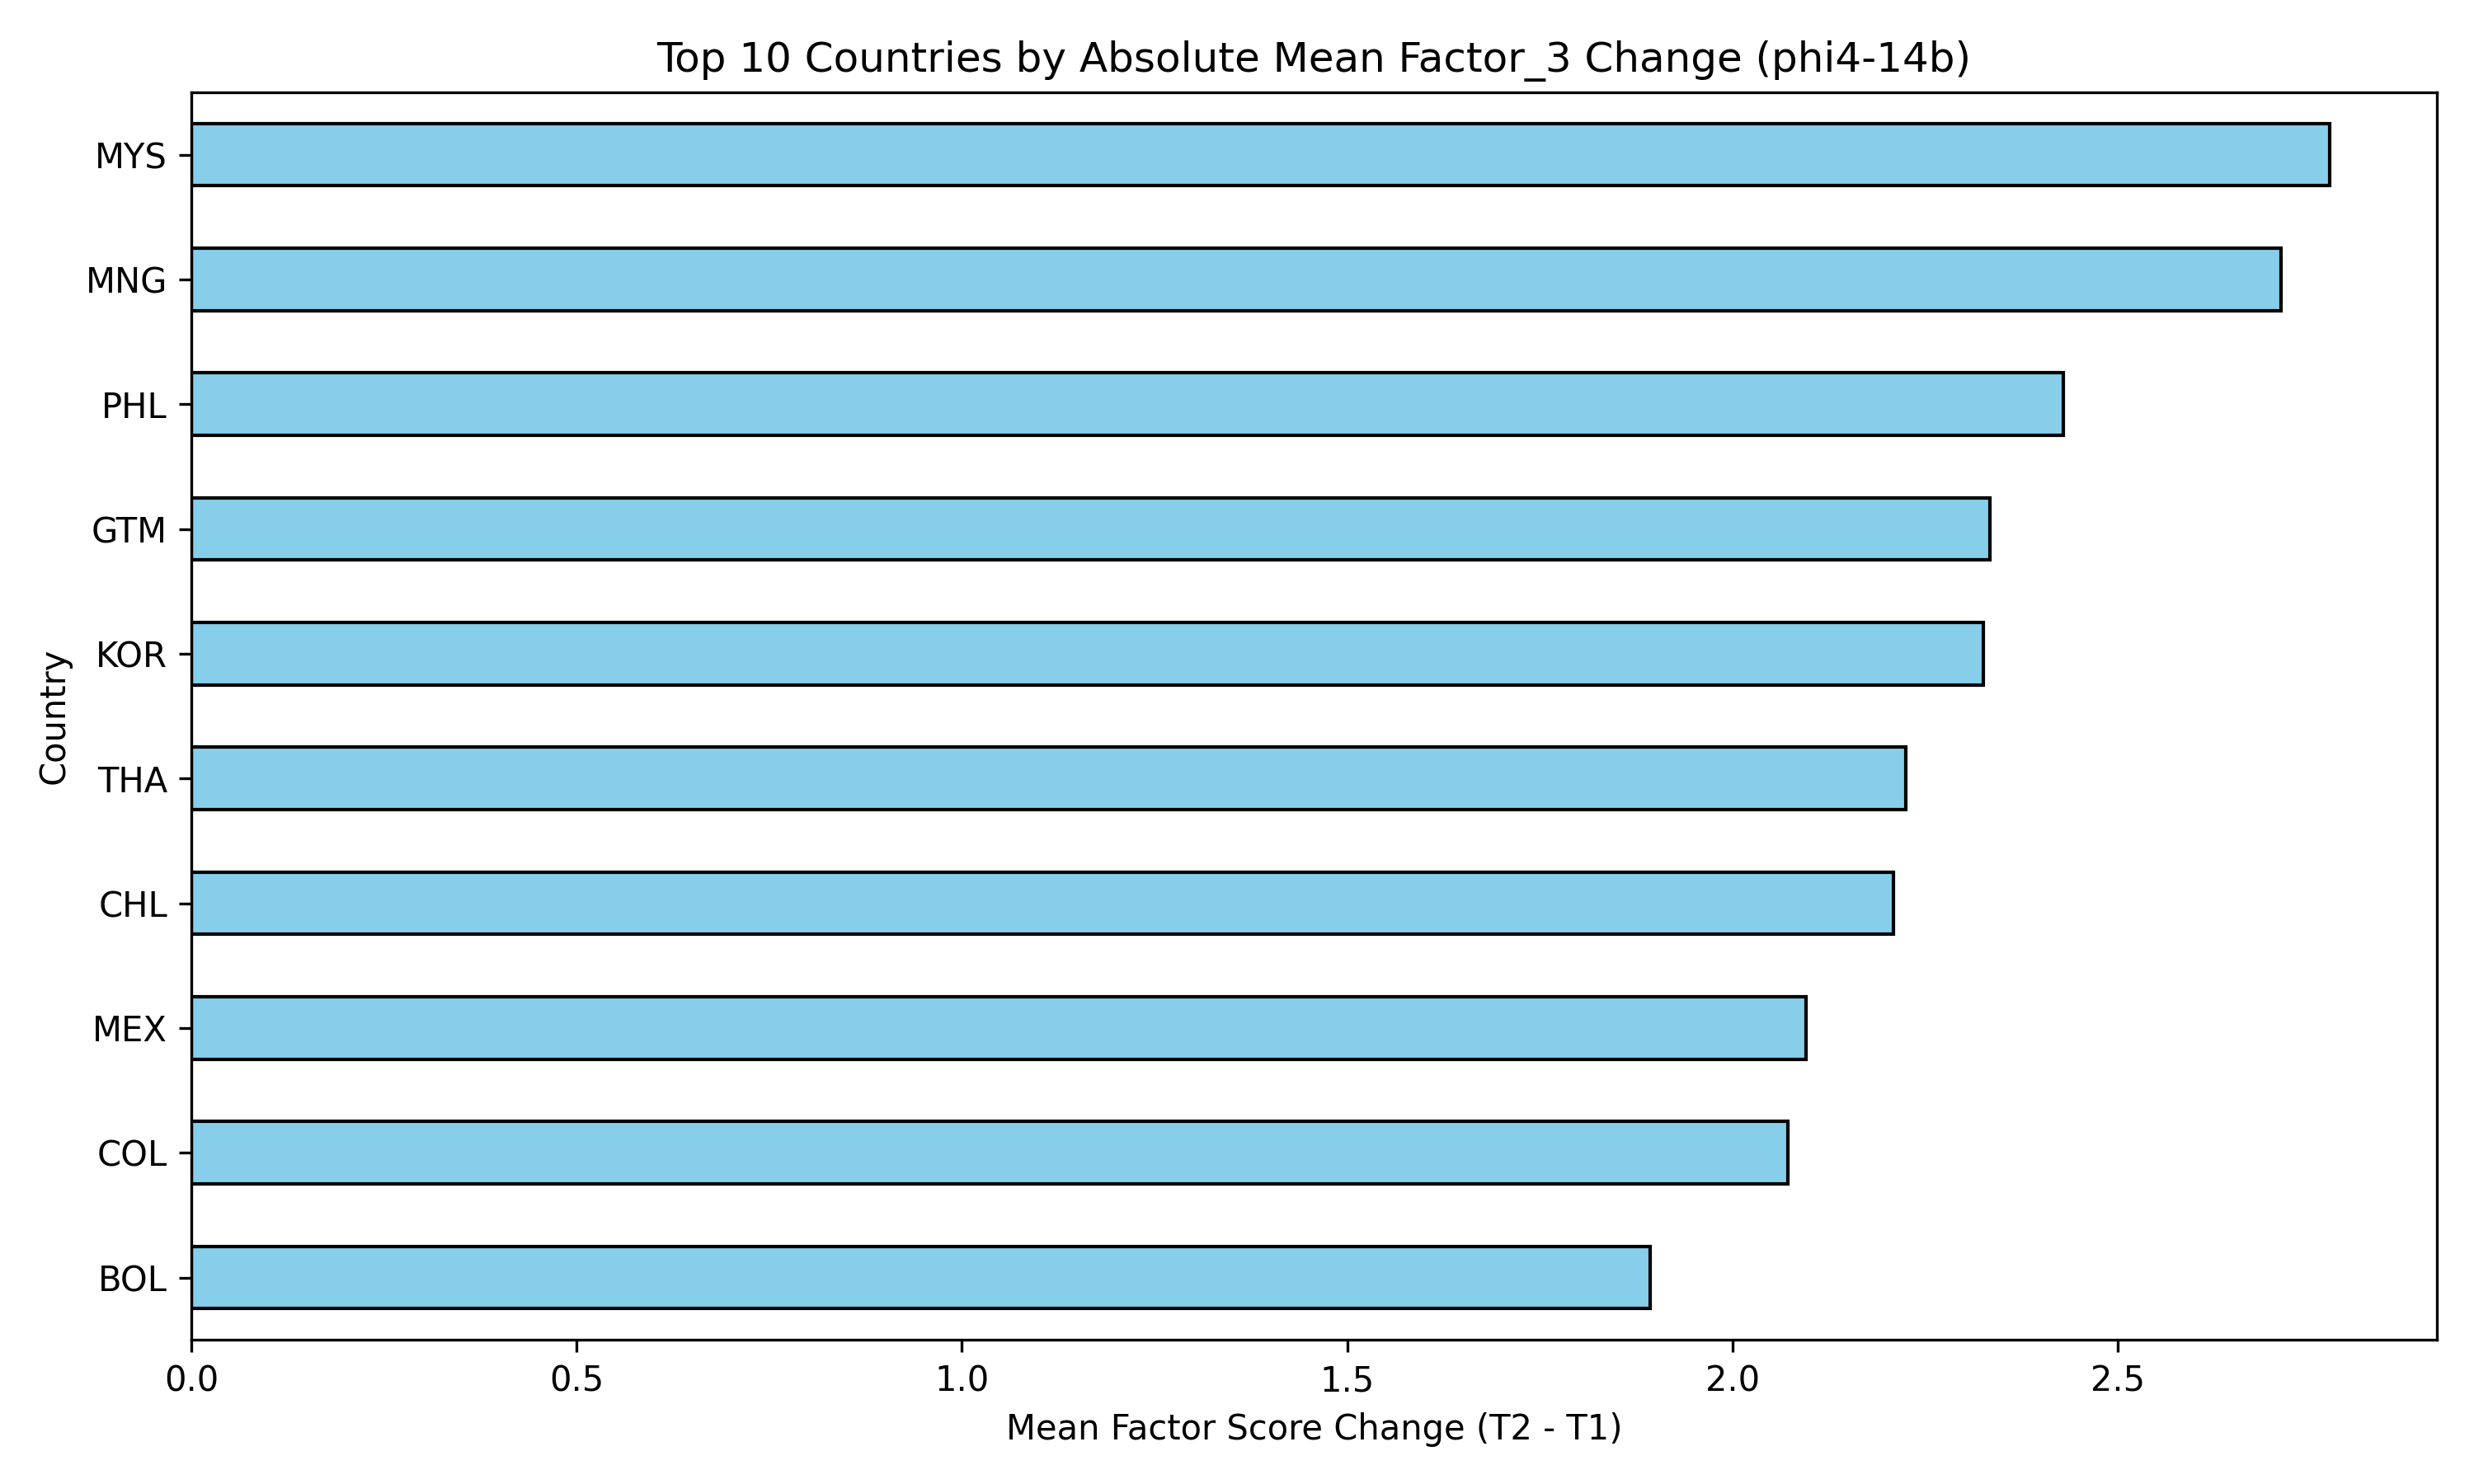 Top 10 Countries by Absolute Mean Factor_3 Change (phi4-14b)
MYS
MNG
PHL
GTM
KOR
THA
CHL
MEX
COL
BOL
Country
0.0 0.5 1.0 1.5 2.0 2.5
Mean Factor Score Change (T2 - T1)